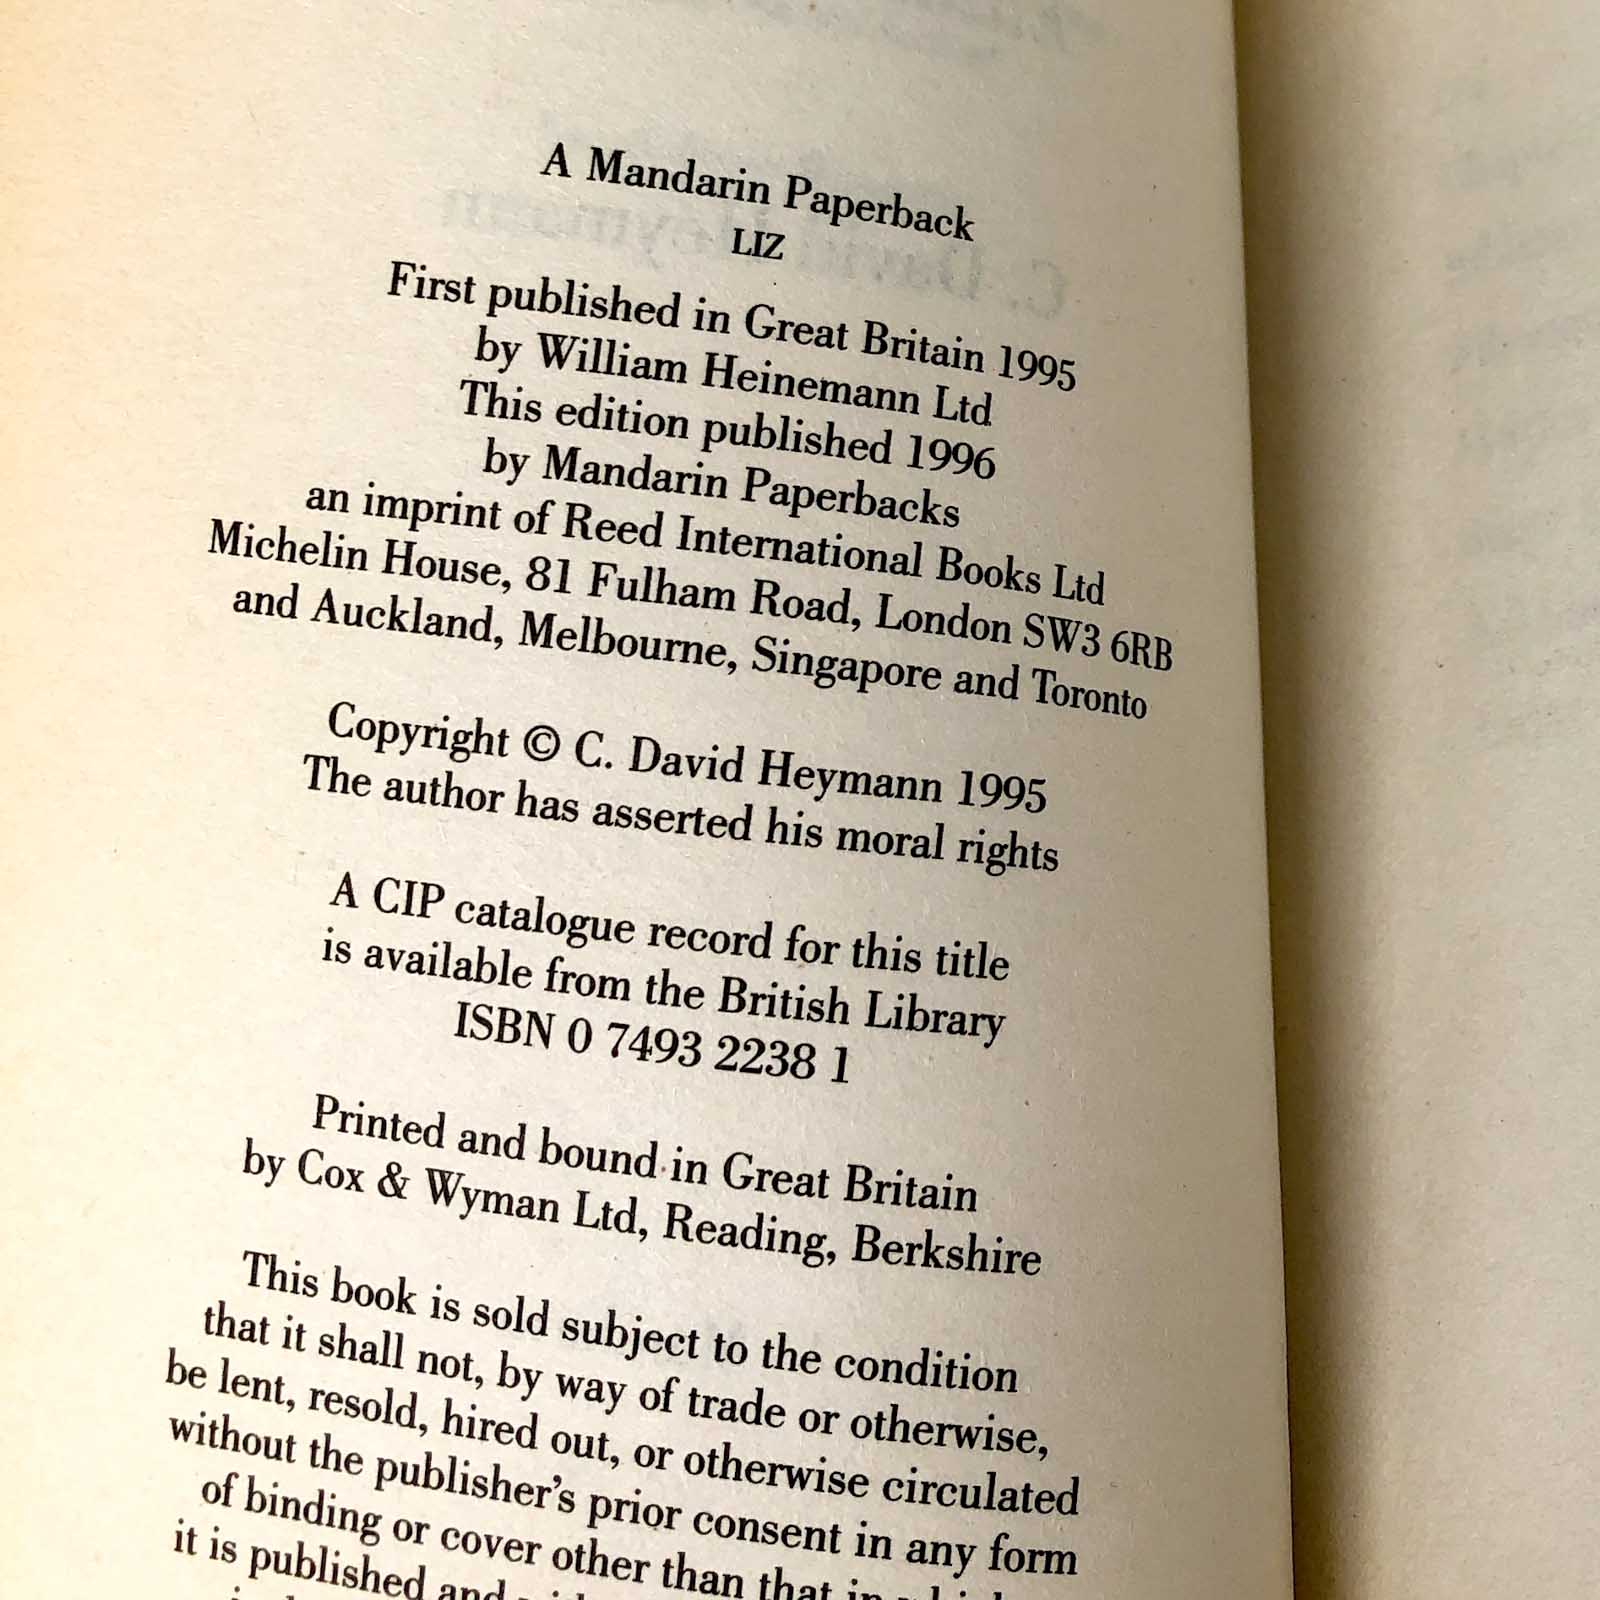 A Mandarin Paperback
LIZ
First published in Great Britain 1995
by William Heinemann Ltd
This edition published 1996
by Mandarin Paperbacks
an imprint of Reed International Books Ltd
Michelin House, 81 Fulham Road, London SW3 6RB
and Auckland, Melbourne, Singapore and Toronto
Copyright © C. David Heymann 1995
The author has asserted his moral rights
A CIP catalogue record for this title
is available from the British Library
ISBN 0 7493 2238 1
Printed and bound in Great Britain
by Cox & Wyman Ltd, Reading, Berkshire
This book is sold subject to the condition
that it shall not, by way of trade or otherwise,
be lent, resold, hired out, or otherwise circulated
without the publisher's prior consent in any form
of binding or cover other than that in which
it is published and